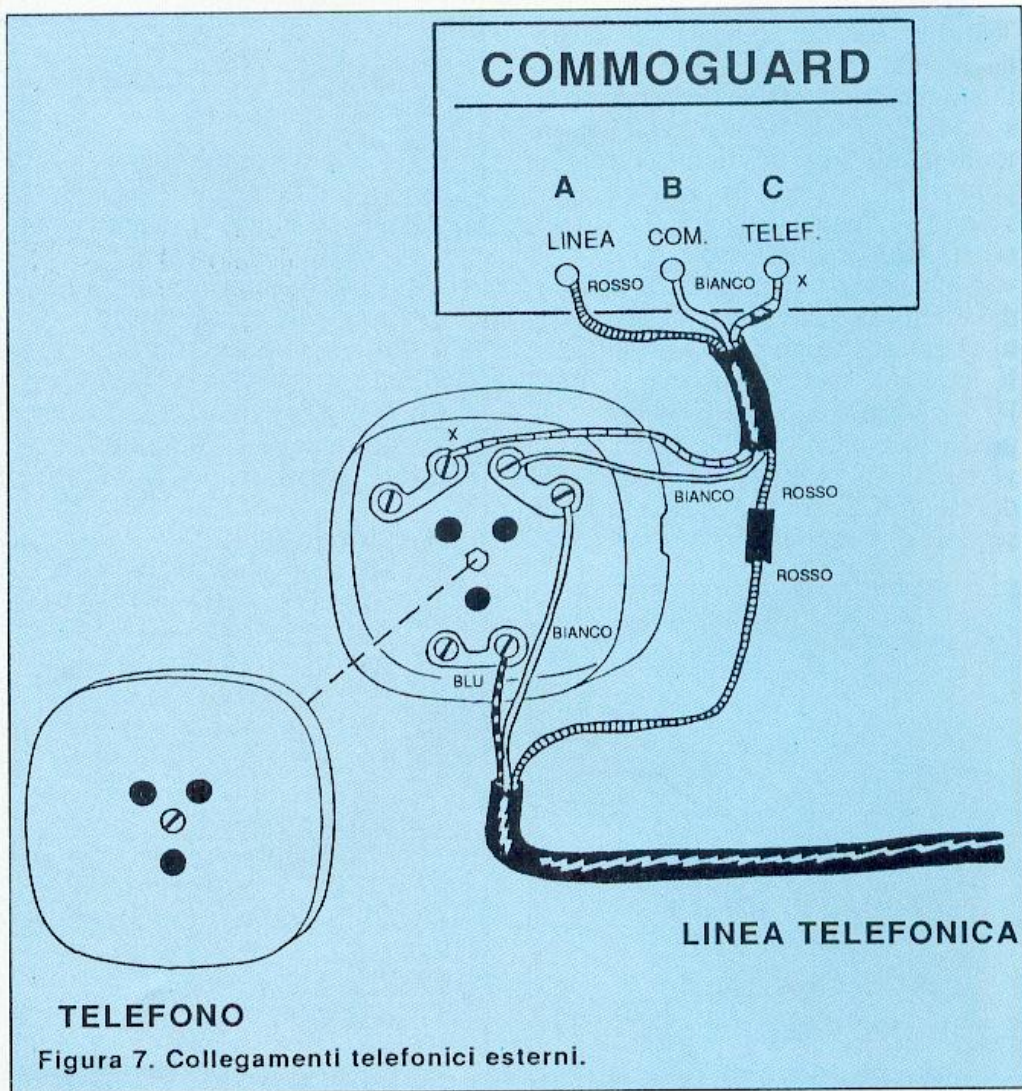 COMMOGUARD
A B C
LINEA COM. TELEF.
ROSSO BIANCO X
X
BIANCO ROSSO
ROSSO
BIANCO
BLU
LINEA TELEFONICA
TELEFONO
Figura 7. Collegamenti telefonici esterni.